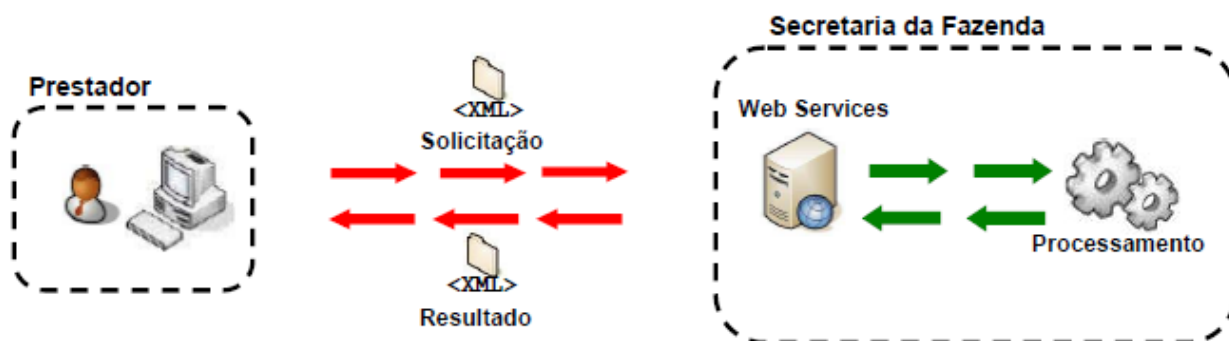 Secretaria da Fazenda
Prestador
<XML>
Solicitação
Web Services
Processamento
<XML>
Resultado